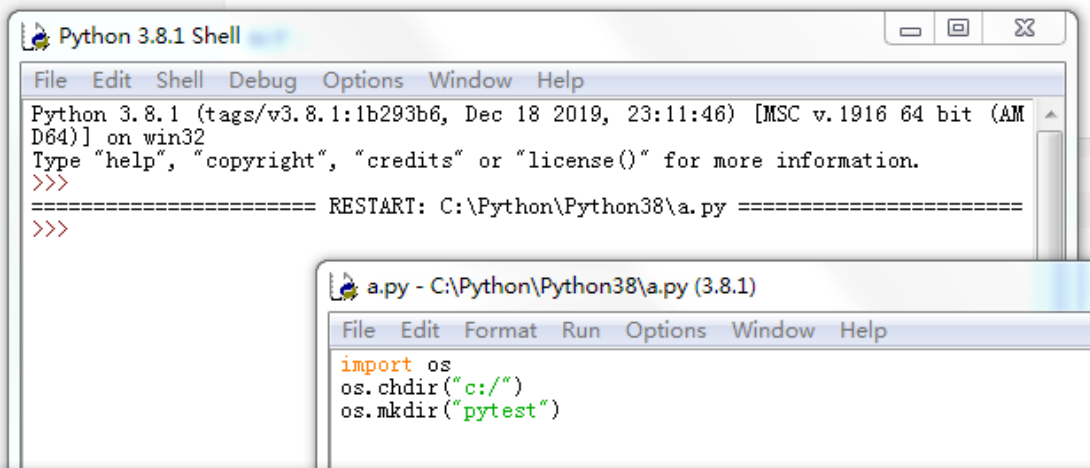 Python 3.8.1 Shell
File Edit Shell Debug Options Window Help
Python 3.8.1 (tags/v3.8.1:1b293b6, Dec 18 2019, 23:11:46) [MSC v.1916 64 bit (AM
D64)] on win32
Type "help", "copyright", "credits" or "license()" for more information.
>>>
====================== RESTART: C:\Python\Python38\a.py ======================
>>>
a.py - C:\Python\Python38\a.py (3.8.1)
File Edit Format Run Options Window Help
import os
os.chdir("c:/")
os.mkdir("pytest")